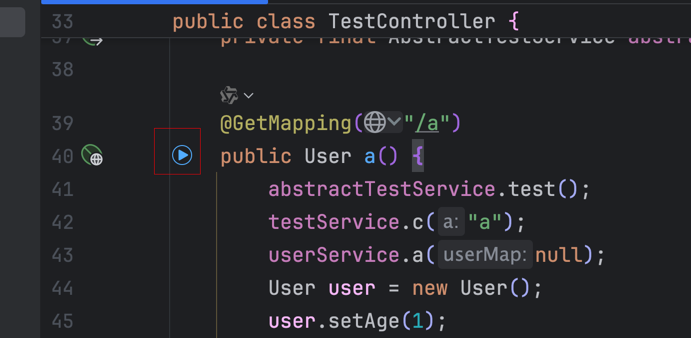 33 public class TestController {
37 private final AbstractTestService abstr
38
39 @GetMapping("/a")
40 public User a() {
41 abstractTestService.test();
42 testService.c(a:"a");
43 userService.a(userMap:null);
44 User user = new User();
45 user.setAge(1);